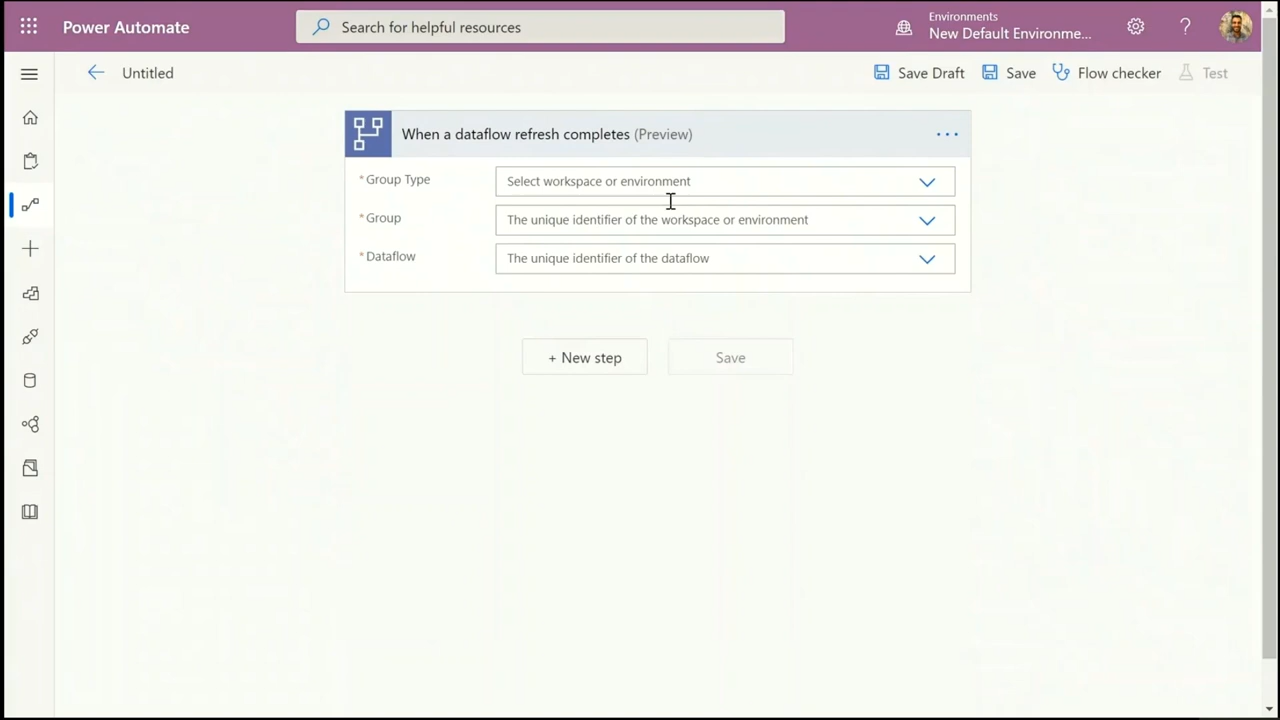 Power Automate
Search for helpful resources
Environments
New Default Environme...
?
Untitled
Save Draft
Save
Flow checker
Test
When a dataflow refresh completes (Preview)
* Group Type
Select workspace or environment
* Group
The unique identifier of the workspace or environment
* Dataflow
The unique identifier of the dataflow
+ New step
Save